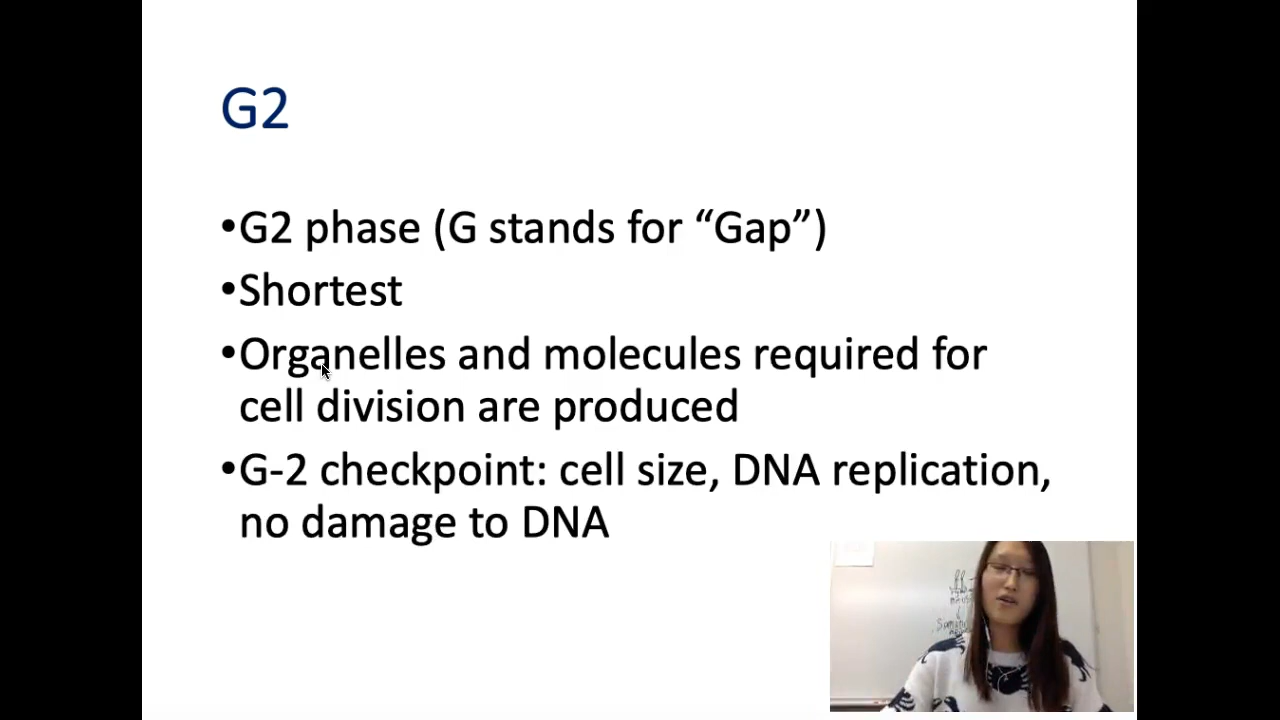 G2
•G2 phase (G stands for “Gap”)
•Shortest
•Organelles and molecules required for
cell division are produced
•G-2 checkpoint: cell size, DNA replication,
no damage to DNA